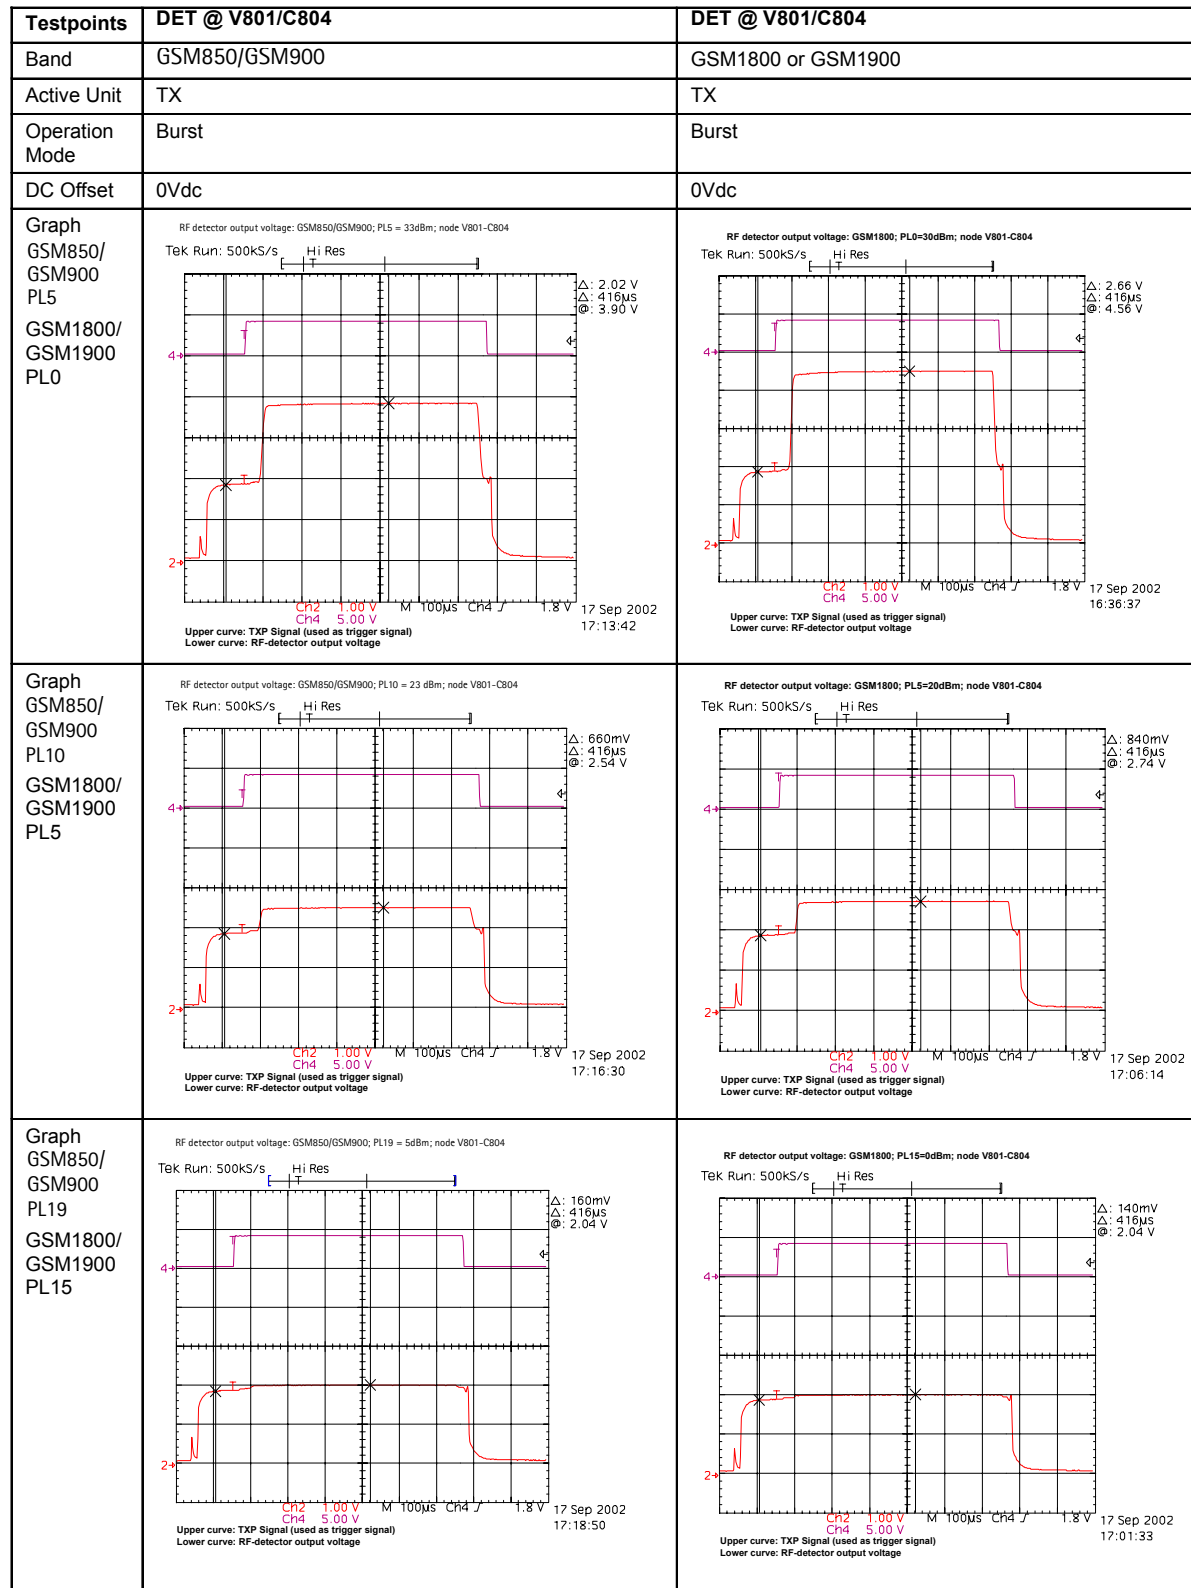 Testpoints DET @ V801/C804 DET @ V801/C804
Band GSM850/GSM900 GSM1800 or GSM1900
Active Unit TX TX
Operation Mode Burst Burst
DC Offset 0Vdc 0Vdc
Graph
GSM850/
GSM900
PL5
GSM1800/
GSM1900
PL0
RF detector output voltage: GSM850/GSM900; PL5 = 33dBm; node V801-C804
Tek Run: 500kS/s Hi Res
T
Δ: 2.02 V
Δ: 416µs
@: 3.90 V
T
4
T
2
Ch2 1.00 V M 100µs Ch4 1.8 V
Ch4 5.00 V
17 Sep 2002
17:13:42
Upper curve: TXP Signal (used as trigger signal)
Lower curve: RF-detector output voltage
RF detector output voltage: GSM1800; PL0=30dBm; node V801-C804
Tek Run: 500kS/s Hi Res
T
Δ: 2.66 V
Δ: 416µs
@: 4.56 V
T
4
T
2
Ch2 1.00 V M 100µs Ch4 1.8 V
Ch4 5.00 V
17 Sep 2002
16:36:37
Upper curve: TXP Signal (used as trigger signal)
Lower curve: RF-detector output voltage
Graph
GSM850/
GSM900
PL10
GSM1800/
GSM1900
PL5
RF detector output voltage: GSM850/GSM900; PL10 = 23 dBm; node V801-C804
Tek Run: 500kS/s Hi Res
T
Δ: 660mV
Δ: 416µs
@: 2.54 V
T
4
T
2
Ch2 1.00 V M 100µs Ch4 1.8 V
Ch4 5.00 V
17 Sep 2002
17:16:30
Upper curve: TXP Signal (used as trigger signal)
Lower curve: RF-detector output voltage
RF detector output voltage: GSM1800; PL5=20dBm; node V801-C804
Tek Run: 500kS/s Hi Res
T
Δ: 840mV
Δ: 416µs
@: 2.74 V
T
4
T
2
Ch2 1.00 V M 100µs Ch4 1.8 V
Ch4 5.00 V
17 Sep 2002
17:06:14
Upper curve: TXP Signal (used as trigger signal)
Lower curve: RF-detector output voltage
Graph
GSM850/
GSM900
PL19
GSM1800/
GSM1900
PL15
RF detector output voltage: GSM850/GSM900; PL19 = 5dBm; node V801-C804
Tek Run: 500kS/s Hi Res
T
Δ: 160mV
Δ: 416µs
@: 2.04 V
T
4
T
2
Ch2 1.00 V M 100µs Ch4 1.8 V
Ch4 5.00 V
17 Sep 2002
17:18:50
Upper curve: TXP Signal (used as trigger signal)
Lower curve: RF-detector output voltage
RF detector output voltage: GSM1800; PL15=0dBm; node V801-C804
Tek Run: 500kS/s Hi Res
T
Δ: 140mV
Δ: 416µs
@: 2.04 V
T
4
T
2
Ch2 1.00 V M 100µs Ch4 1.8 V
Ch4 5.00 V
17 Sep 2002
17:01:33
Upper curve: TXP Signal (used as trigger signal)
Lower curve: RF-detector output voltage